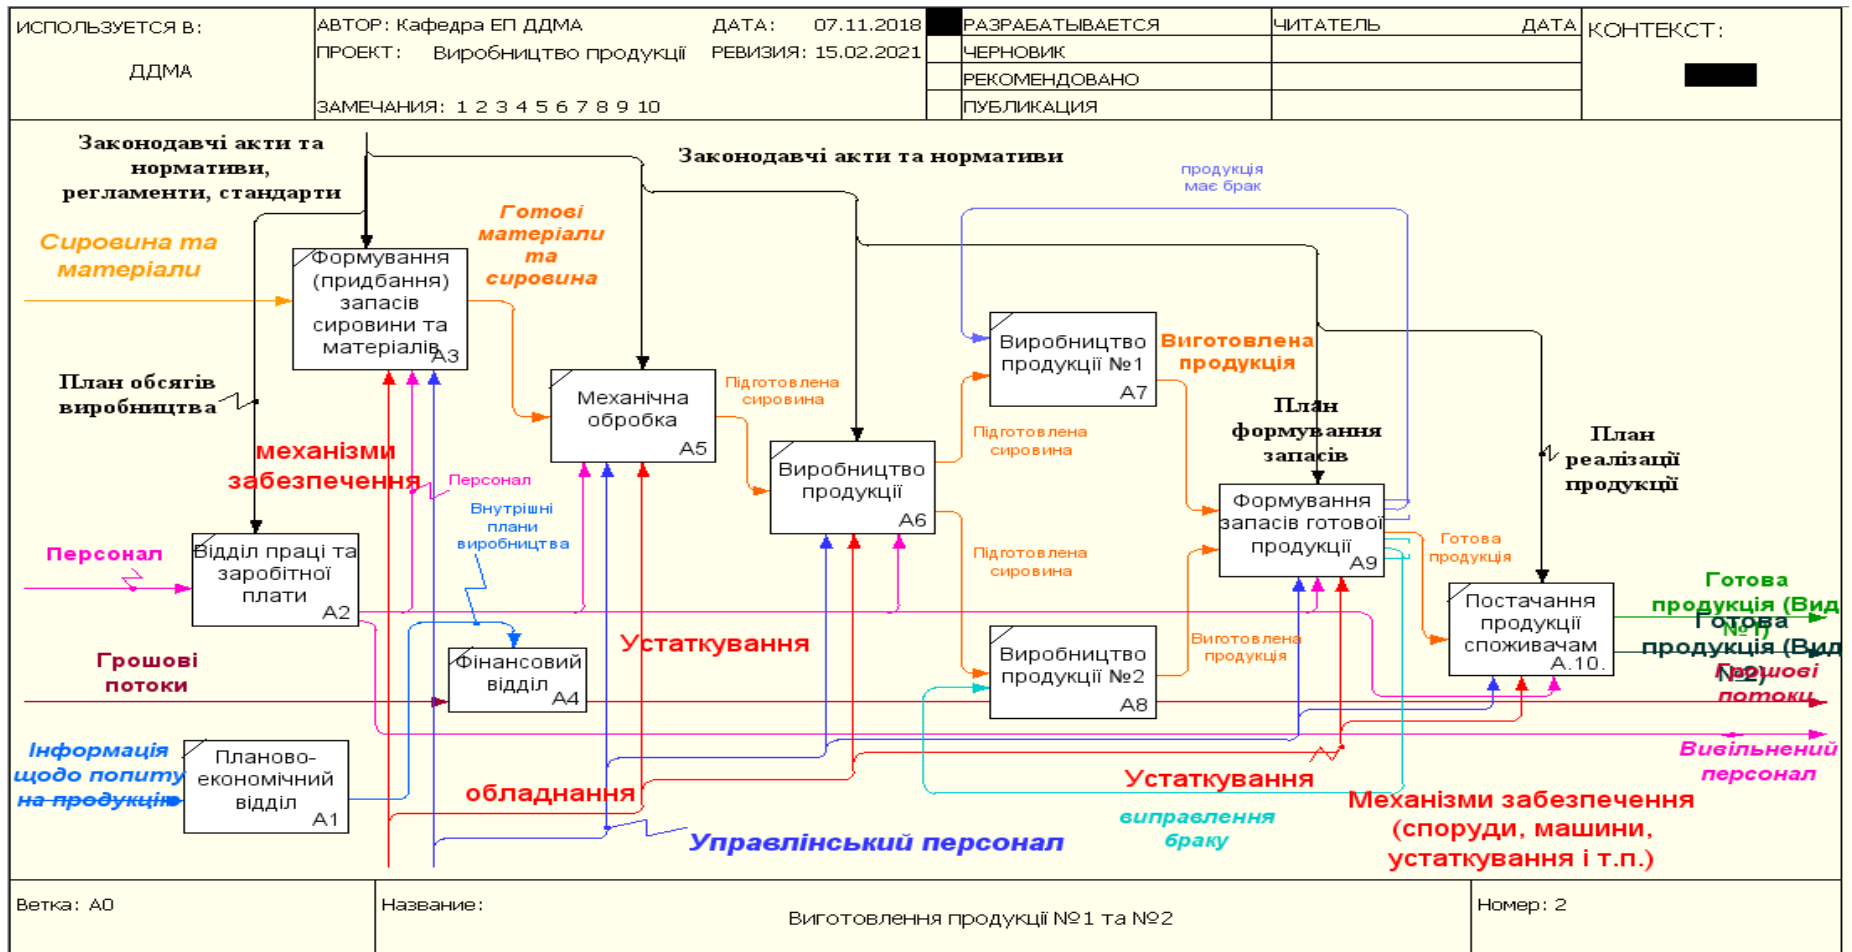 ИСПОЛЬЗУЕТСЯ В:
ДДМА
АВТОР: Кафедра ЕП ДДМА
ДАТА: 07.11.2018
ПРОЕКТ: Виробництво продукції
РЕВИЗИЯ: 15.02.2021
ЗАМЕЧАНИЯ: 1 2 3 4 5 6 7 8 9 10
РАЗРАБАТЫВАЕТСЯ
ЧЕРНОВИК
РЕКОМЕНДОВАНО
ПУБЛИКАЦИЯ
ЧИТАТЕЛЬ
ДАТА
КОНТЕКСТ:
Законодавчі акти та
нормативи,
регламенти, стандарти
Законодавчі акти та нормативи
продукція
має брак
Сировина та
матеріали
Готові
матеріали
та
сировина
Формування
(придбання)
запасів
сировини та
матеріалів
A3
План обсягів
виробництва
механізми
забезпечення
Персонал
Внутрішні
плани
виробництва
Механічна
обробка
A5
Підготовлена
сировина
Виробництво
продукції
A6
Підготовлена
сировина
Підготовлена
сировина
Виробництво
продукції №1
A7
Виготовлена
продукція
План
формування
запасів
План
реалізації
продукції
Формування
запасів готової
продукції
A9
Готова
продукція
Персонал
Відділ праці та
заробітної
плати
A2
Грошові
потоки
Фінансовий
відділ
A4
Устаткування
Виробництво
продукції №2
A8
Виготовлена
продукція
Постачання
продукції
споживачам
A.10.
Готова
продукція (Вид
№1)
Готова
продукція (Вид
№2)
Грошові
потоки
Вивільнений
персонал
Інформація
щодо попиту
на продукцію
Планово-
економічний
відділ
A1
обладнання
Управлінський персонал
Устаткування
виправлення
браку
Механізми забезпечення
(споруди, машини,
устаткування і т.п.)
Ветка: A0
Название:
Виготовлення продукції №1 та №2
Номер: 2